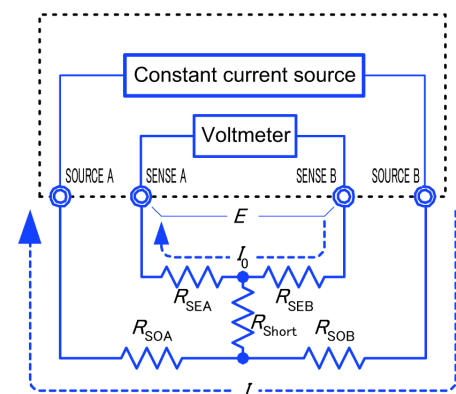 Constant current source
Voltmeter
SOURCE A SENSE A SENSE B SOURCE B
E
I0
RSEA RSEB
RSOA RShort RSOB
I